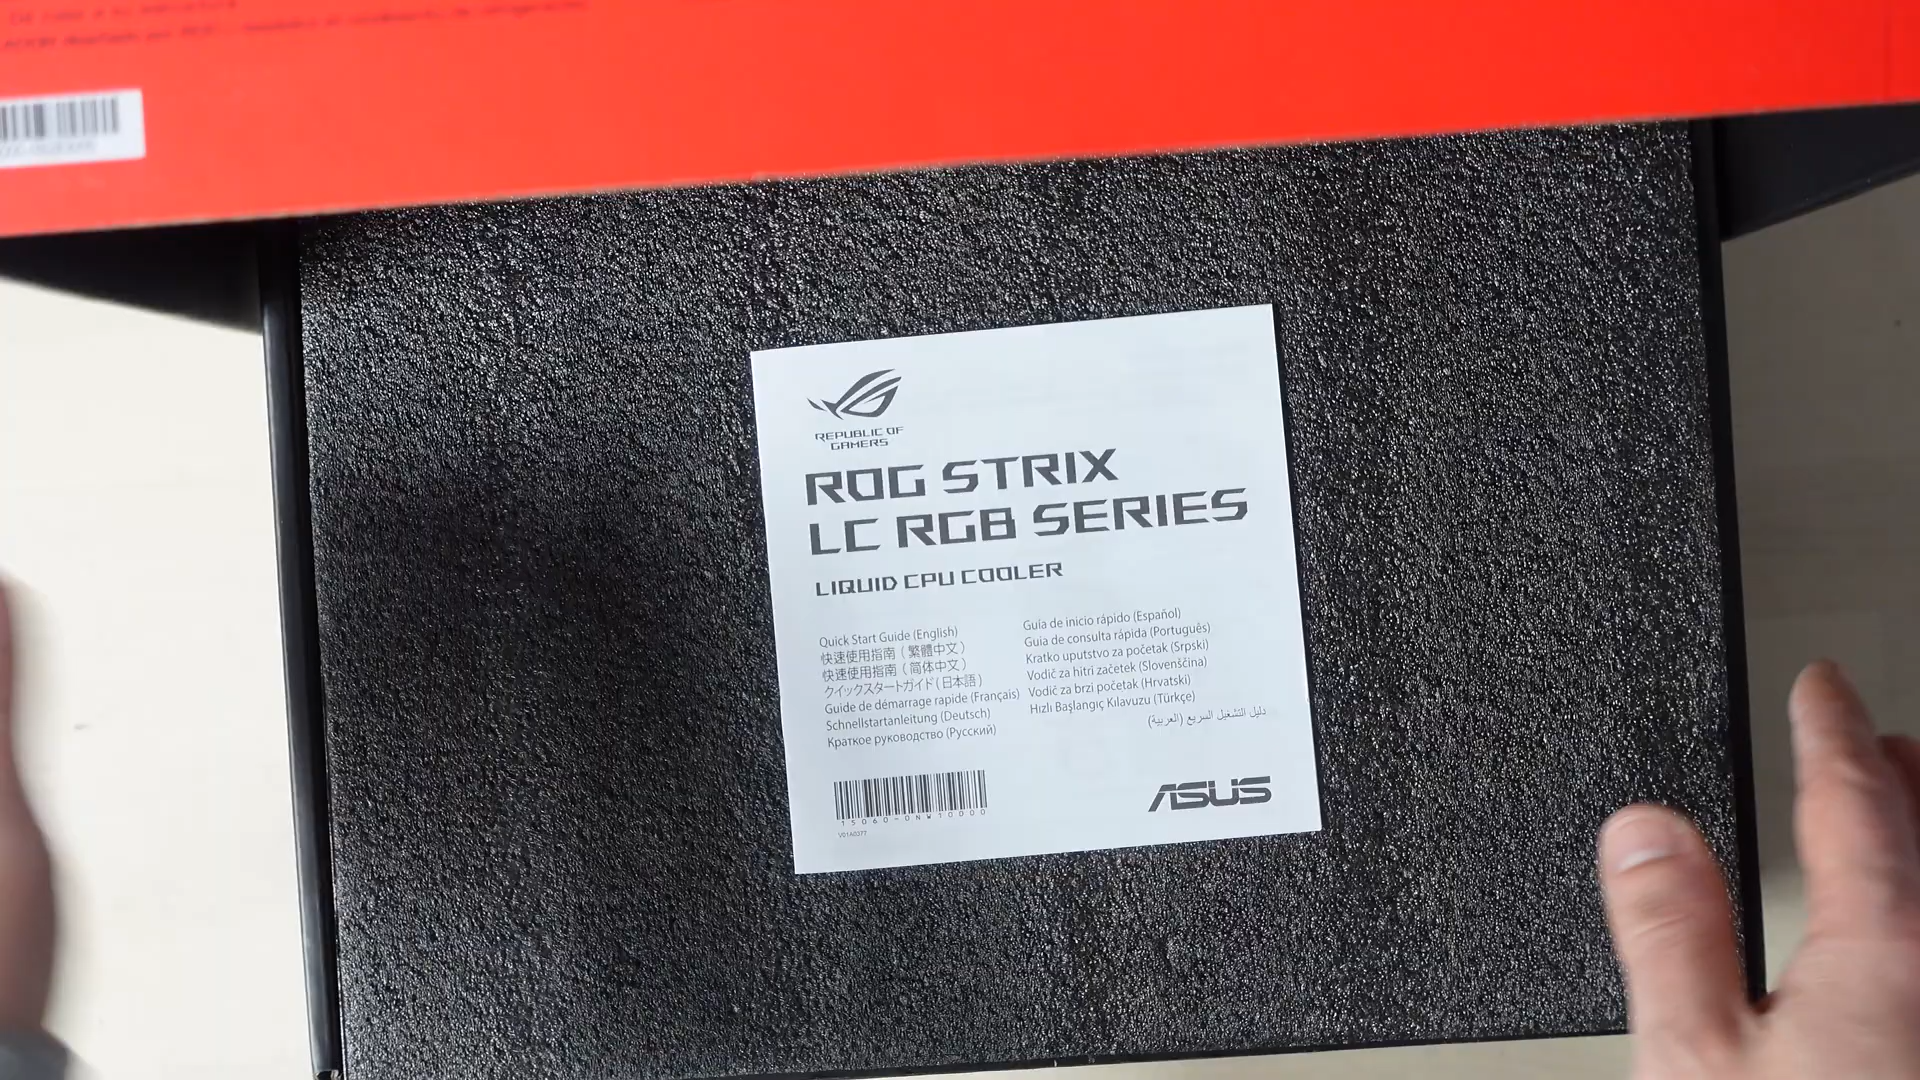 REPUBLIC OF
GAMERS
ROG STRIX
LC RGB SERIES
LIQUID CPU COOLER
Quick Start Guide (English)
快速使用指南 ( 繁體中文 )
快速使用指南 ( 简体中文 )
クイックスタートガイド ( 日本語 )
Guide de démarrage rapide (Français)
Schnellstartanleitung (Deutsch)
Краткое руководство (Русский)
Guía de inicio rápido (Español)
Guia de consulta rápida (Português)
Kratko uputstvo za početak (Srpski)
Vodič za hitri začetek (Slovenščina)
Vodič za brzi početak (Hrvatski)
Hızlı Başlangıç Kılavuzu (Türkçe)
دليل التشغيل السريع (العربية)
15060-0NW10000
V01A0377
ASUS